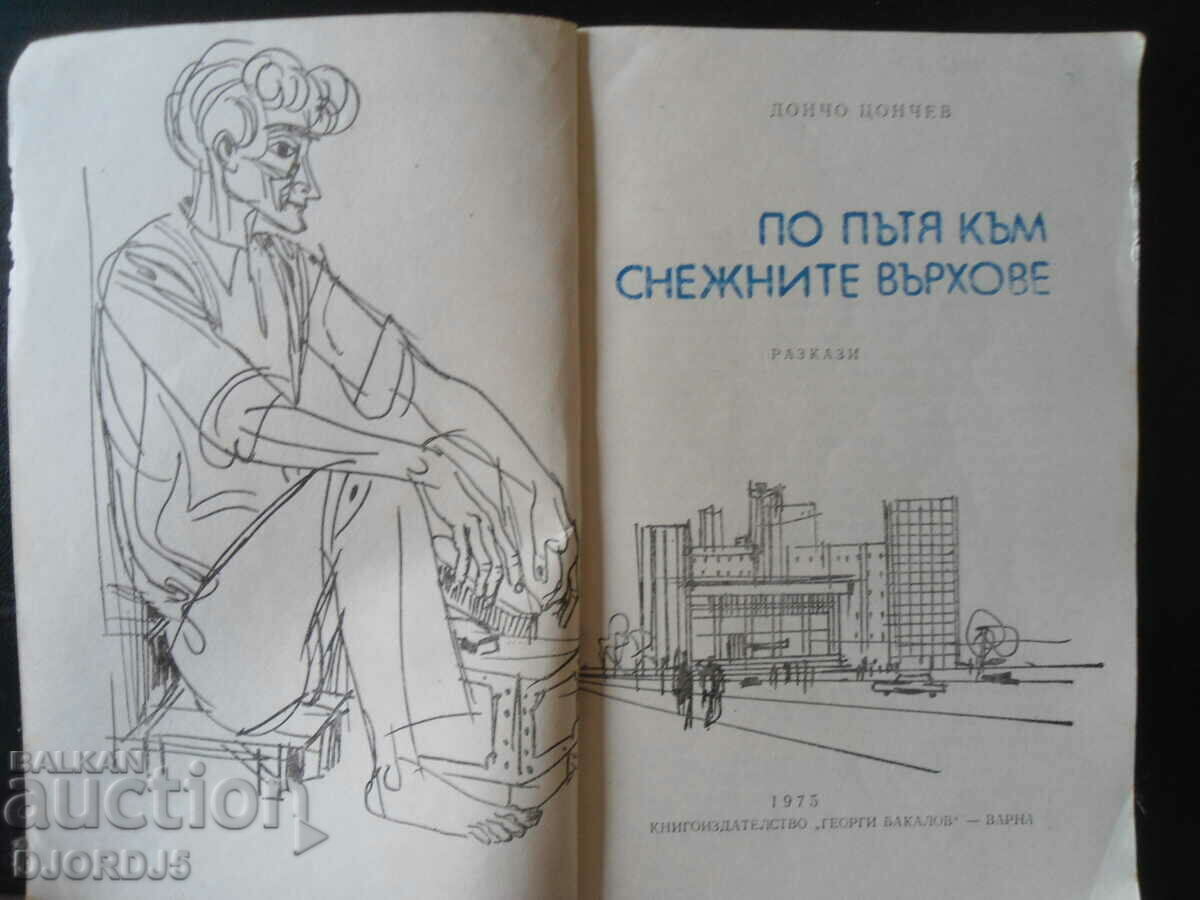 ДОНЧО ЦОНЧЕВ
ПО ПЪТЯ КЪМ
СНЕЖНИТЕ ВЪРХОВЕ
РАЗКАЗИ
1975
КНИГОИЗДАТЕЛСТВО „ГЕОРГИ БАКАЛОВ“ — ВАРНА
BALKAN
auction
DJORDJ5